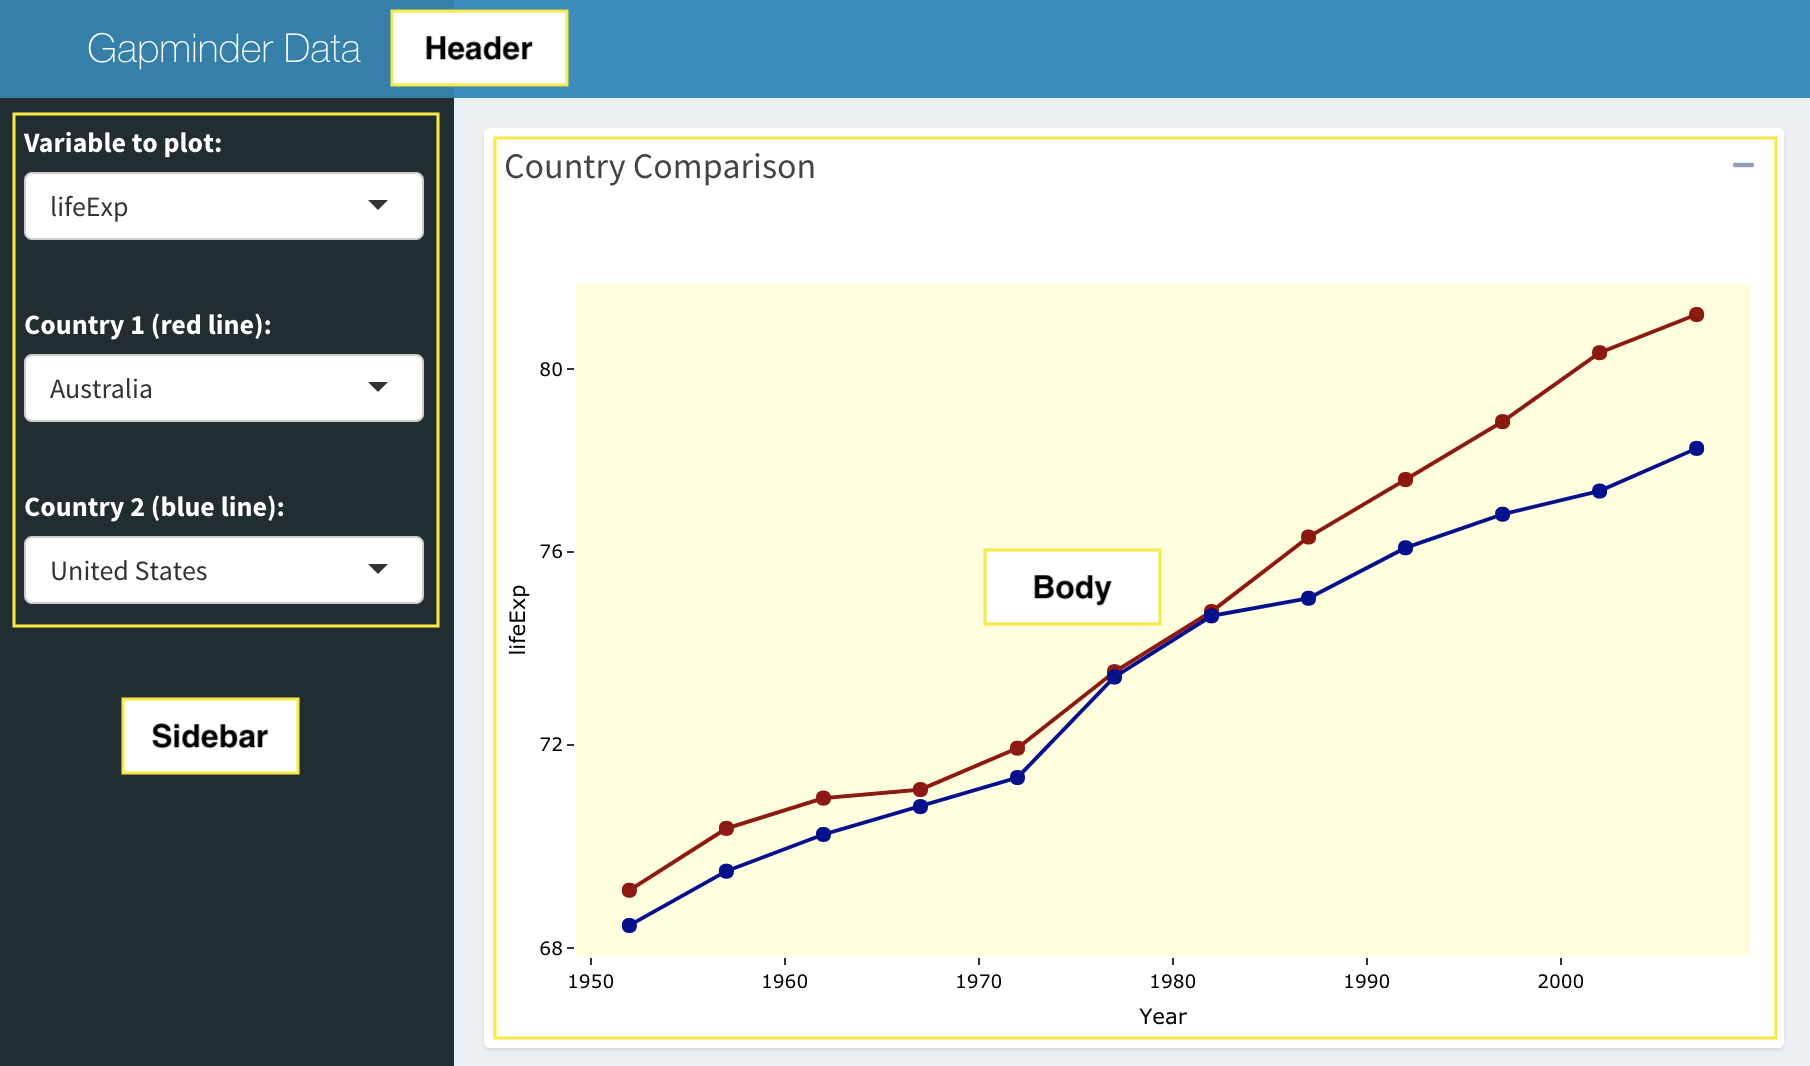 Gapminder Data
Header
Variable to plot:
lifeExp
Country 1 (red line):
Australia
Country 2 (blue line):
United States
Sidebar
Country Comparison
80
76
72
68
lifeExp
Body
1950 1960 1970 1980 1990 2000
Year